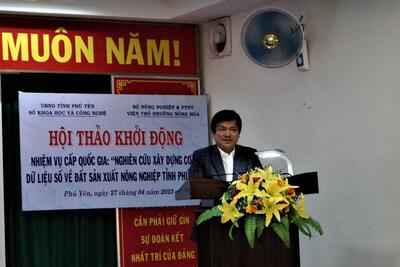 MUÔN NĂM!
UBND TỈNH PHÚ YÊN
SỞ KHOA HỌC VÀ CÔNG NGHỆ
BỘ NÔNG NGHIỆP & PTNT
VIỆN THỔ NHƯỠNG NÔNG HÓA
HỘI THẢO KHỞI ĐỘNG
NHIỆM VỤ CẤP QUỐC GIA: "NGHIÊN CỨU XÂY DỰNG CƠ
DỮ LIỆU SỐ VỀ ĐẤT SẢN XUẤT NÔNG NGHIỆP TỈNH PH
Phú Yên, ngày 27 tháng 04 năm 2023
CẦN PHẢI GIỮ GÌN
SỰ ĐOÀN KẾT
NHẤT TRÍ CỦA ĐẢNG